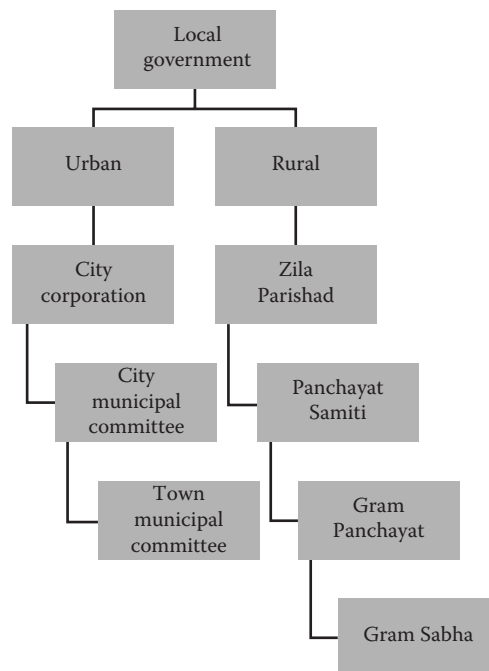 Local
government
Urban
Rural
City
corporation
Zila
Parishad
City
municipal
committee
Panchayat
Samiti
Town
municipal
committee
Gram
Panchayat
Gram Sabha